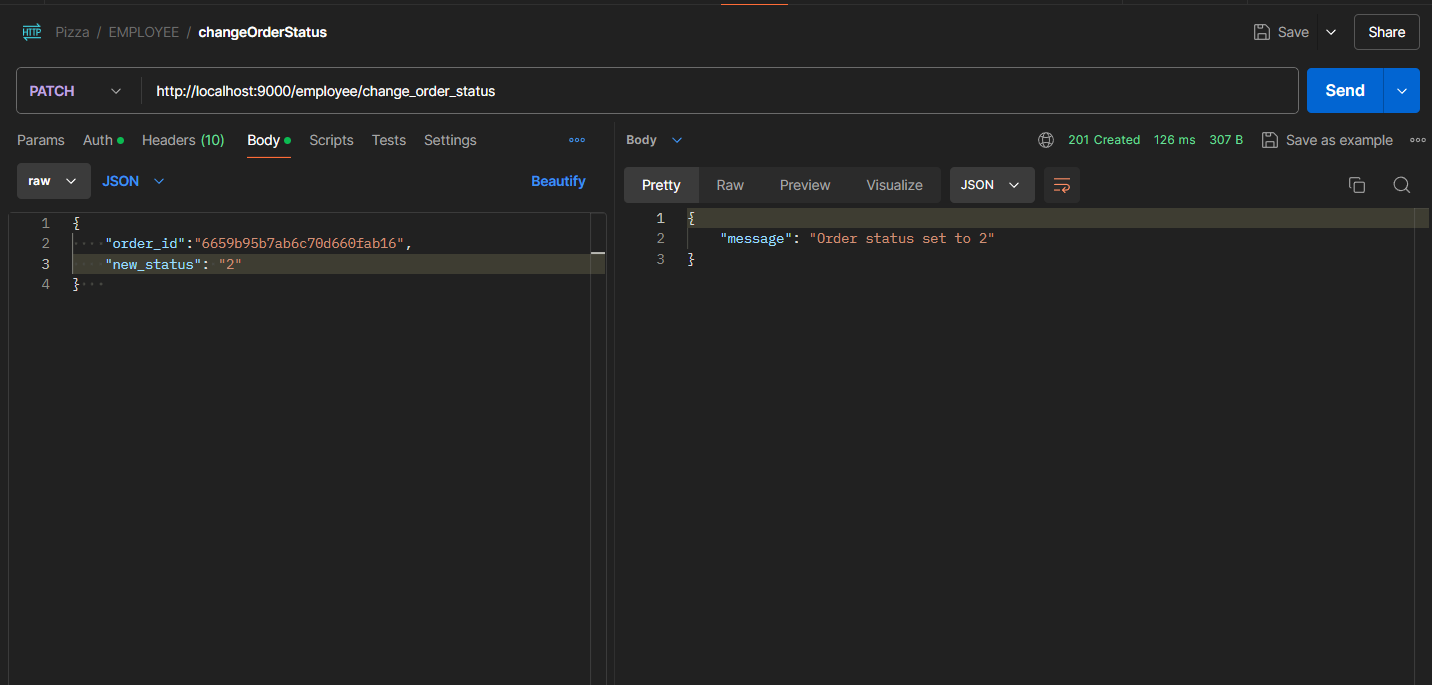 HTTP Pizza / EMPLOYEE / changeOrderStatus Save Share
PATCH http://localhost:9000/employee/change_order_status Send
Params Auth Headers (10) Body Scripts Tests Settings
raw JSON Beautify
1 {
2 "order_id":"6659b95b7ab6c70d660fab16",
3 "new_status": "2"
4 }
Body 201 Created 126 ms 307 B Save as example
Pretty Raw Preview Visualize JSON
1 {
2 "message": "Order status set to 2"
3 }